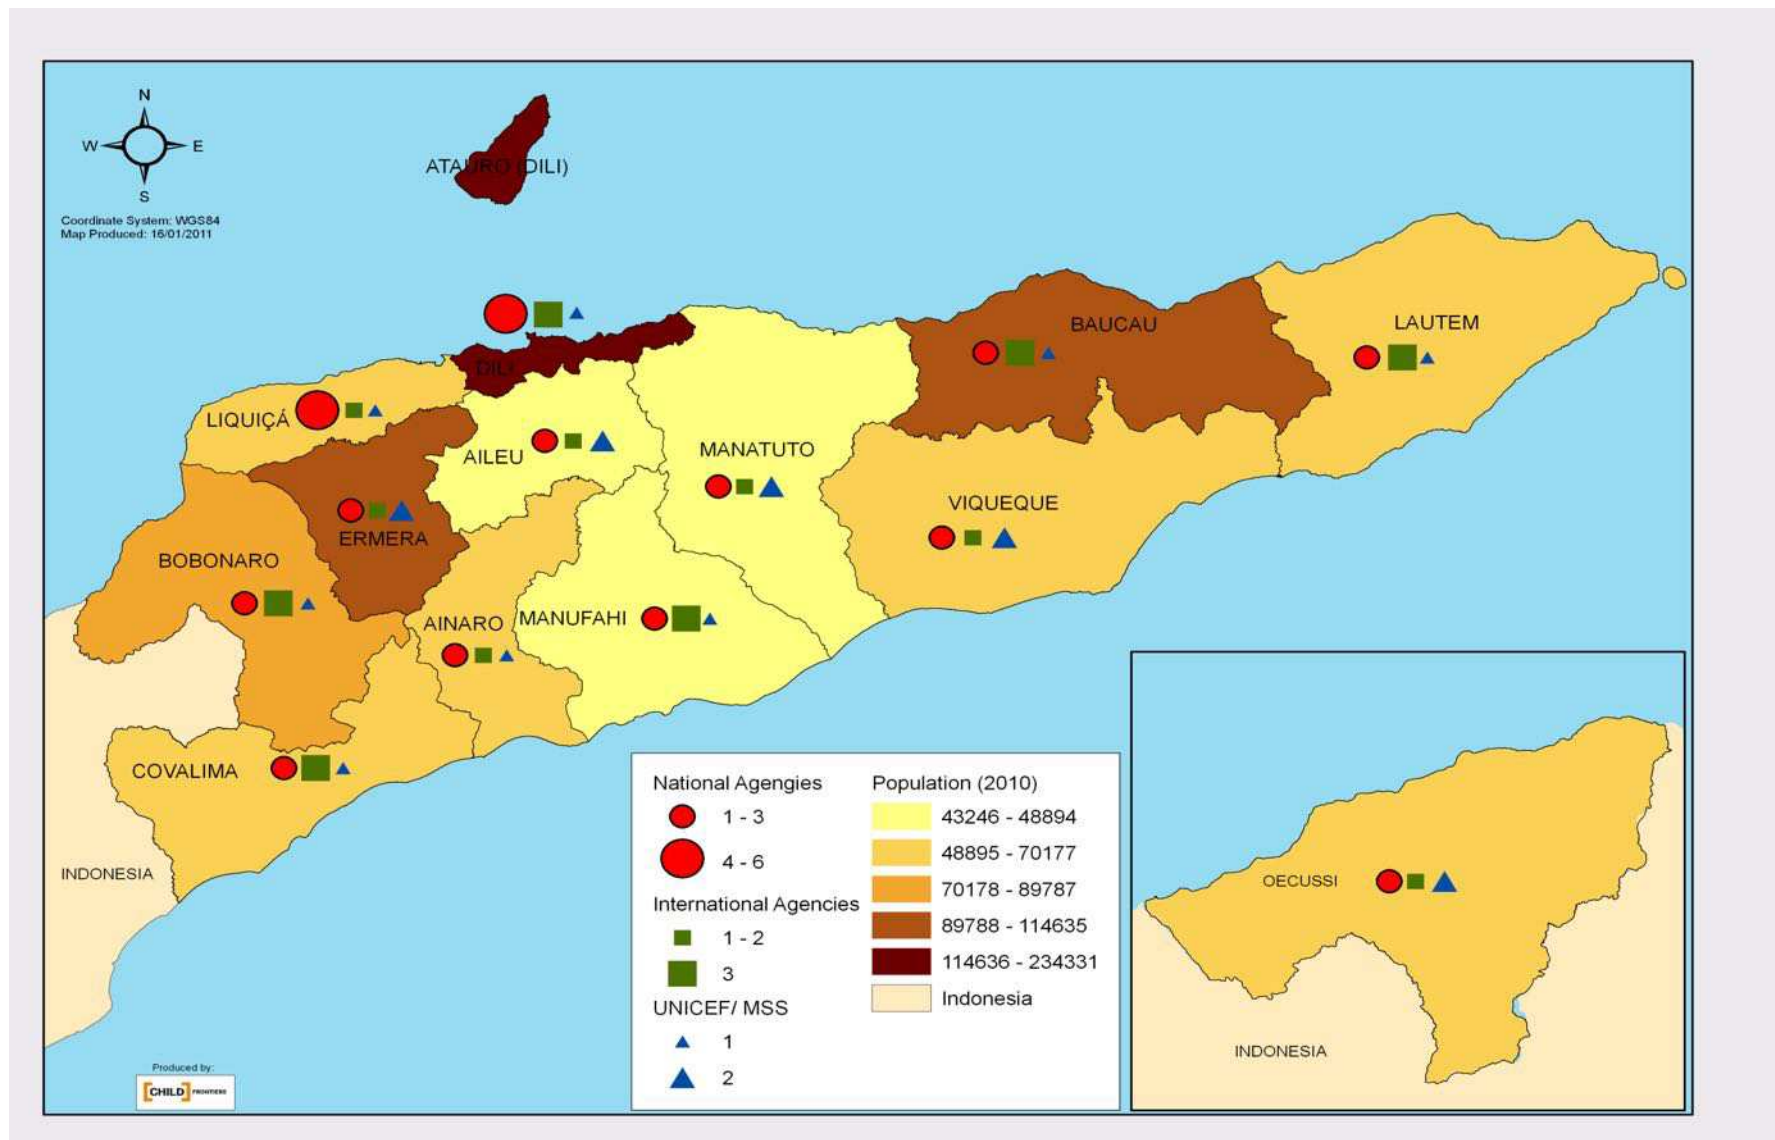 N
W E
S
Coordinate System: WGS84
Map Produced: 16/01/2011
ATAURO (DILI)
BAUCAU
LAUTEM
DILI
LIQUIÇÁ
AILEU
MANATUTO
VIQUEQUE
ERMERA
BOBONARO
AINARO
MANUFAHI
COVALIMA
INDONESIA
National Agengies
1 - 3
4 - 6
International Agencies
1 - 2
3
UNICEF/ MSS
1
2
Population (2010)
43246 - 48894
48895 - 70177
70178 - 89787
89788 - 114635
114636 - 234331
Indonesia
OECUSSI
INDONESIA
Produced by:
[CHILD] FRONTIERS